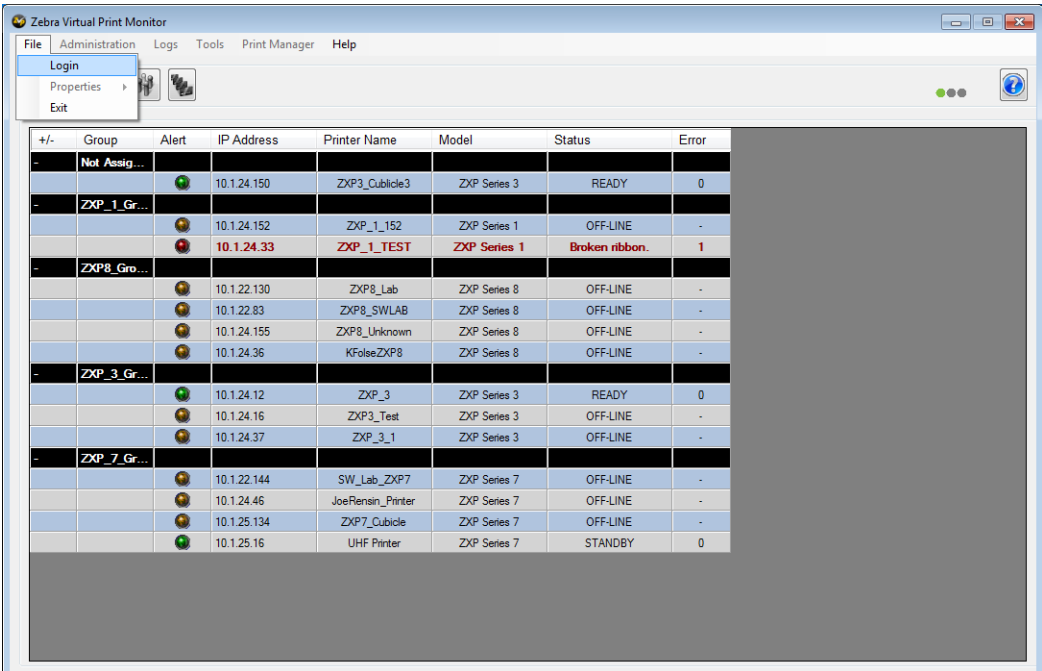 Zebra Virtual Print Monitor
File Administration Logs Tools Print Manager Help
Login
Properties
Exit
+/- Group Alert IP Address Printer Name Model Status Error
- Not Assig...
10.1.24.150 ZXP3_Cublicle3 ZXP Series 3 READY 0
- ZXP_1_Gr...
10.1.24.152 ZXP_1_152 ZXP Series 1 OFF-LINE -
10.1.24.33 ZXP_1_TEST ZXP Series 1 Broken ribbon. 1
- ZXP8_Gro...
10.1.22.130 ZXP8_Lab ZXP Series 8 OFF-LINE -
10.1.22.83 ZXP8_SWLAB ZXP Series 8 OFF-LINE -
10.1.24.155 ZXP8_Unknown ZXP Series 8 OFF-LINE -
10.1.24.36 KFolseZXP8 ZXP Series 8 OFF-LINE -
- ZXP_3_Gr...
10.1.24.12 ZXP_3 ZXP Series 3 READY 0
10.1.24.16 ZXP3_Test ZXP Series 3 OFF-LINE -
10.1.24.37 ZXP_3_1 ZXP Series 3 OFF-LINE -
- ZXP_7_Gr...
10.1.22.144 SW_Lab_ZXP7 ZXP Series 7 OFF-LINE -
10.1.24.46 JoeRensin_Printer ZXP Series 7 OFF-LINE -
10.1.25.134 ZXP7_Cubicle ZXP Series 7 OFF-LINE -
10.1.25.16 UHF Printer ZXP Series 7 STANDBY 0